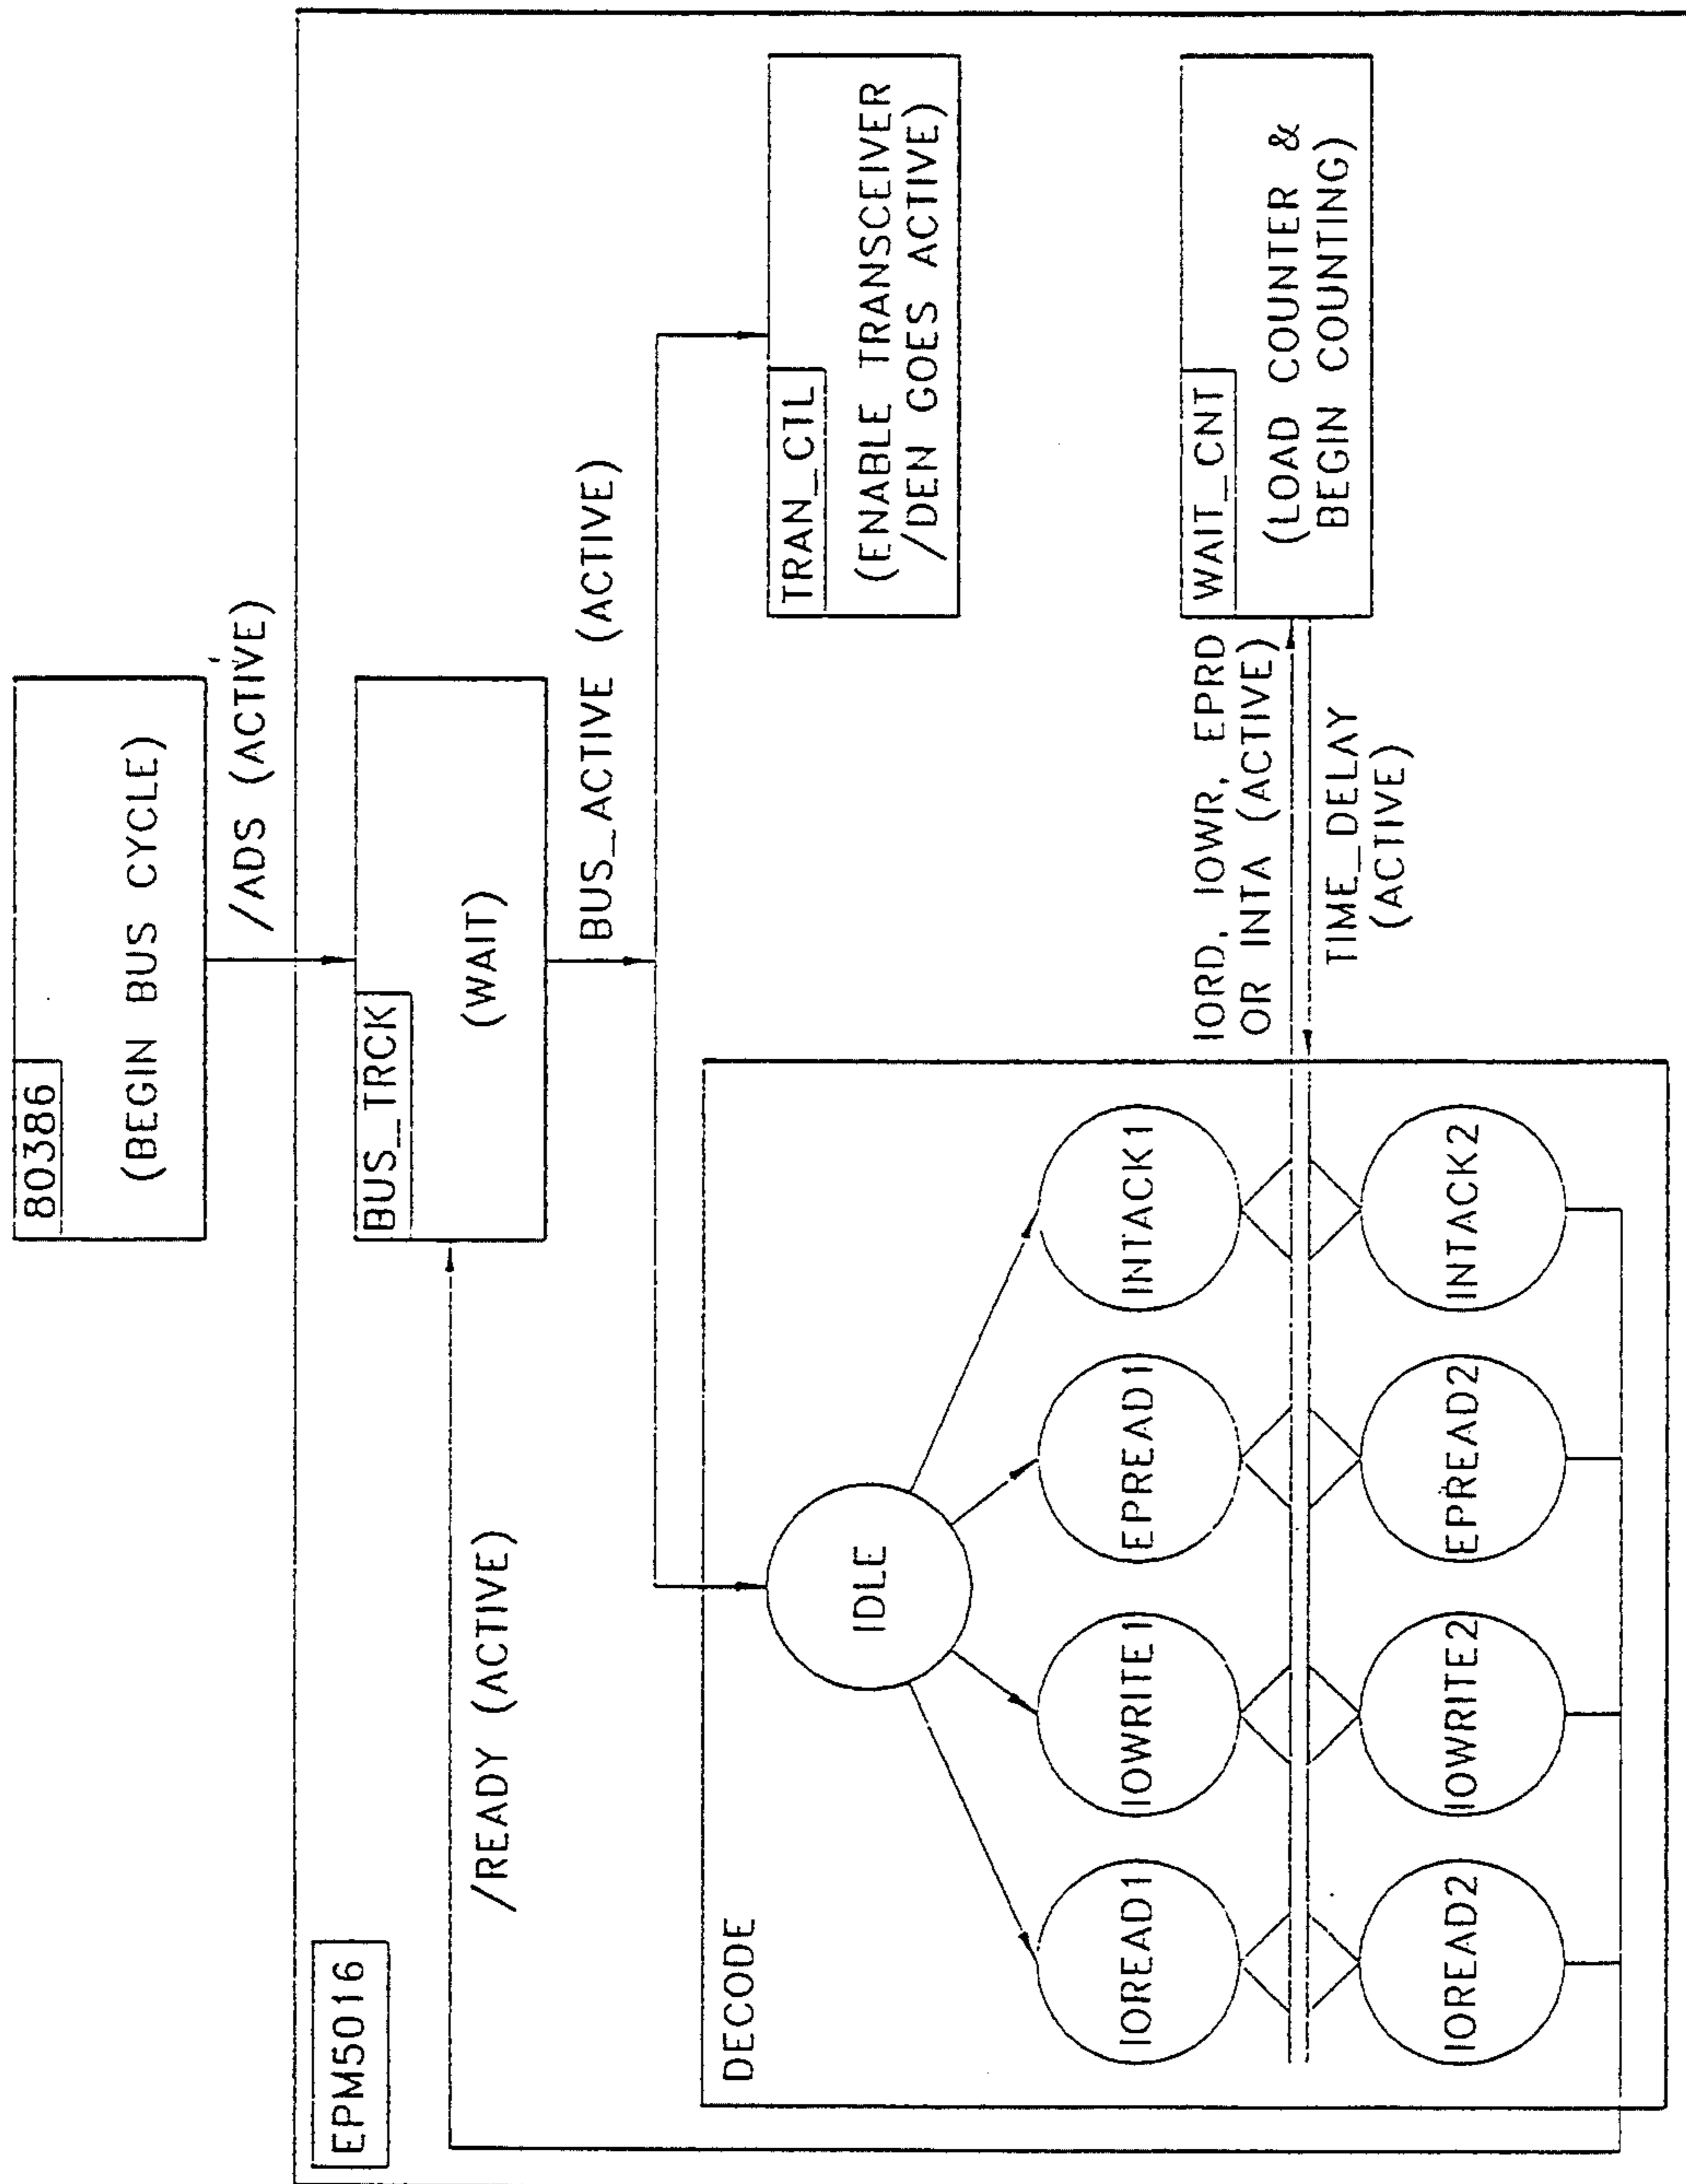 80386
(BEGIN BUS CYCLE)
/ADS (ACTIVE)
EPM5016
BUS_TRCK
(WAIT)
/READY (ACTIVE)
BUS_ACTIVE (ACTIVE)
DECODE
IDLE
TRAN_CTL
(ENABLE TRANSCEIVER
/DEN GOES ACTIVE)
IOREAD1
IOWRITE1
EPREAD1
INTACK1
IORD, IOWR, EPRD
OR INTA (ACTIVE)
TIME_DELAY
(ACTIVE)
WAIT_CNT
(LOAD COUNTER &
BEGIN COUNTING)
IOREAD2
IOWRITE2
EPREAD2
INTACK2